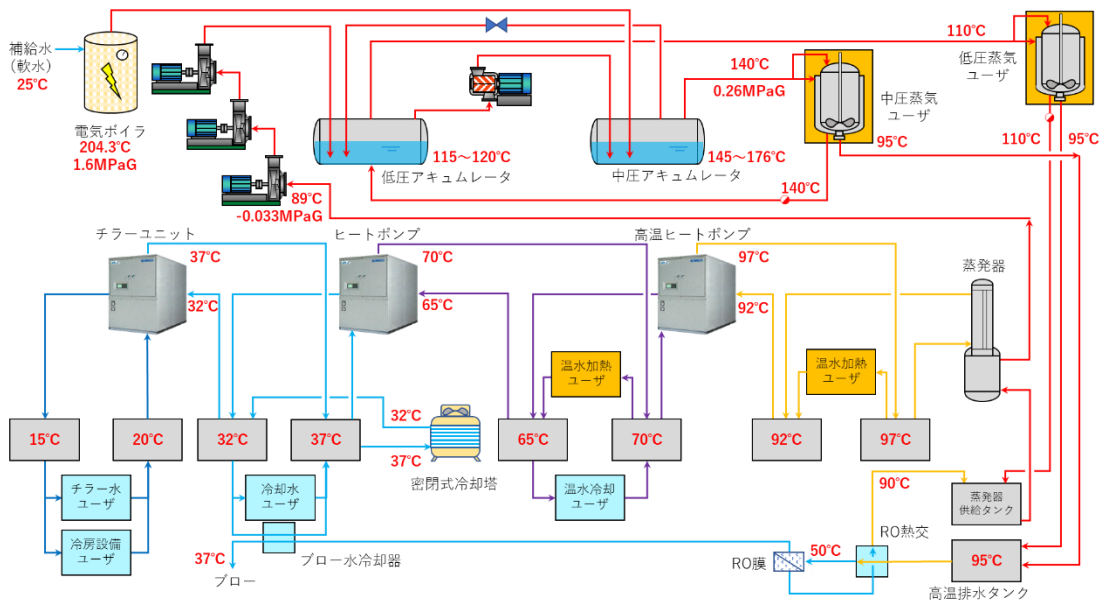 補給水
(軟水)
25℃
電気ボイラ
204.3℃
1.6MPaG
89℃
-0.033MPaG
115～120℃
低圧アキュムレータ
145～176℃
中圧アキュムレータ
140℃
0.26MPaG
中圧蒸気
ユーザ
95℃
140℃
110℃
低圧蒸気
ユーザ
110℃
95℃
チラーユニット
37℃
32℃
ヒートポンプ
70℃
65℃
高温ヒートポンプ
97℃
92℃
蒸発器
温水加熱
ユーザ
温水加熱
ユーザ
15℃
20℃
32℃
37℃
32℃
37℃
密閉式冷却塔
65℃
70℃
92℃
97℃
チラー水
ユーザ
冷房設備
ユーザ
冷却水
ユーザ
温水冷却
ユーザ
90℃
蒸発器
供給タンク
37℃
ブロー
ブロー水冷却器
RO膜
50℃
RO熱交
95℃
高温排水タンク